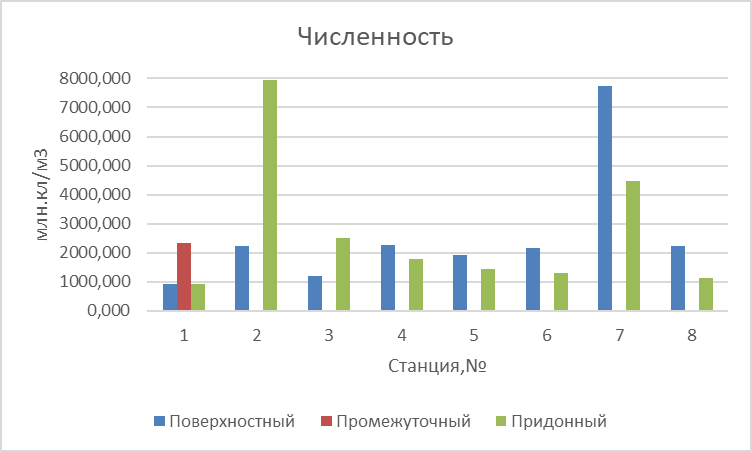 Численность
8000,000
7000,000
6000,000
5000,000
4000,000
3000,000
2000,000
1000,000
0,000
млн.кл/м3
1 2 3 4 5 6 7 8
Станция,№
Поверхностный Промежуточный Придонный